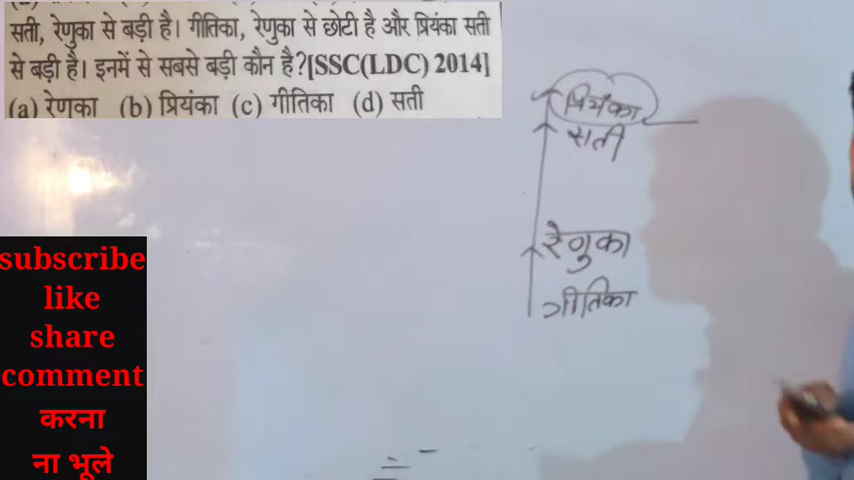 सती, रेणुका से बड़ी है। गीतिका, रेणुका से छोटी है और प्रियंका सती
से बड़ी है। इनमें से सबसे बड़ी कौन है?[SSC(LDC) 2014]
(a) रेणुका (b) प्रियंका (c) गीतिका (d) सती
प्रियंका
सती
रेणुका
गीतिका
subscribe
like
share
comment
करना
ना भूले